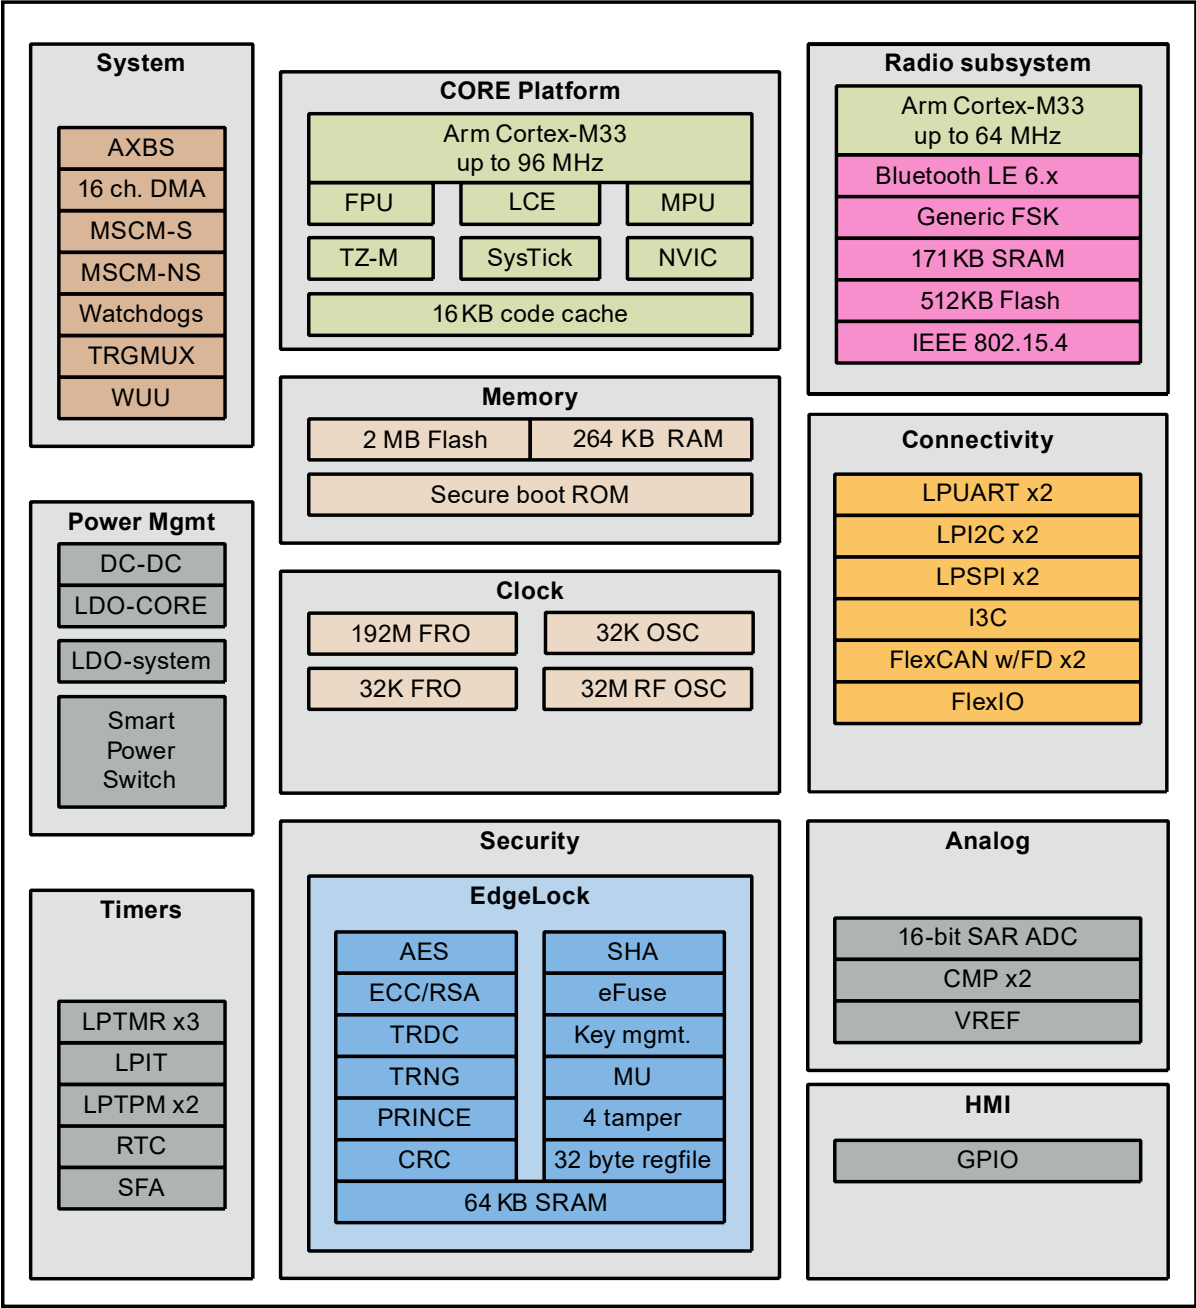 System
AXBS
16 ch. DMA
MSCM-S
MSCM-NS
Watchdogs
TRGMUX
WUU
Power Mgmt
DC-DC
LDO-CORE
LDO-system
Smart
Power
Switch
Timers
LPTMR x3
LPIT
LPTPM x2
RTC
SFA
CORE Platform
Arm Cortex-M33
up to 96 MHz
FPU
LCE
MPU
TZ-M
SysTick
NVIC
16 KB code cache
Memory
2 MB Flash
264 KB RAM
Secure boot ROM
Clock
192M FRO
32K OSC
32K FRO
32M RF OSC
Security
EdgeLock
AES
SHA
ECC/RSA
eFuse
TRDC
Key mgmt.
TRNG
MU
PRINCE
4 tamper
CRC
32 byte regfile
64 KB SRAM
Radio subsystem
Arm Cortex-M33
up to 64 MHz
Bluetooth LE 6.x
Generic FSK
171 KB SRAM
512KB Flash
IEEE 802.15.4
Connectivity
LPUART x2
LPI2C x2
LPSPI x2
I3C
FlexCAN w/FD x2
FlexIO
Analog
16-bit SAR ADC
CMP x2
VREF
HMI
GPIO